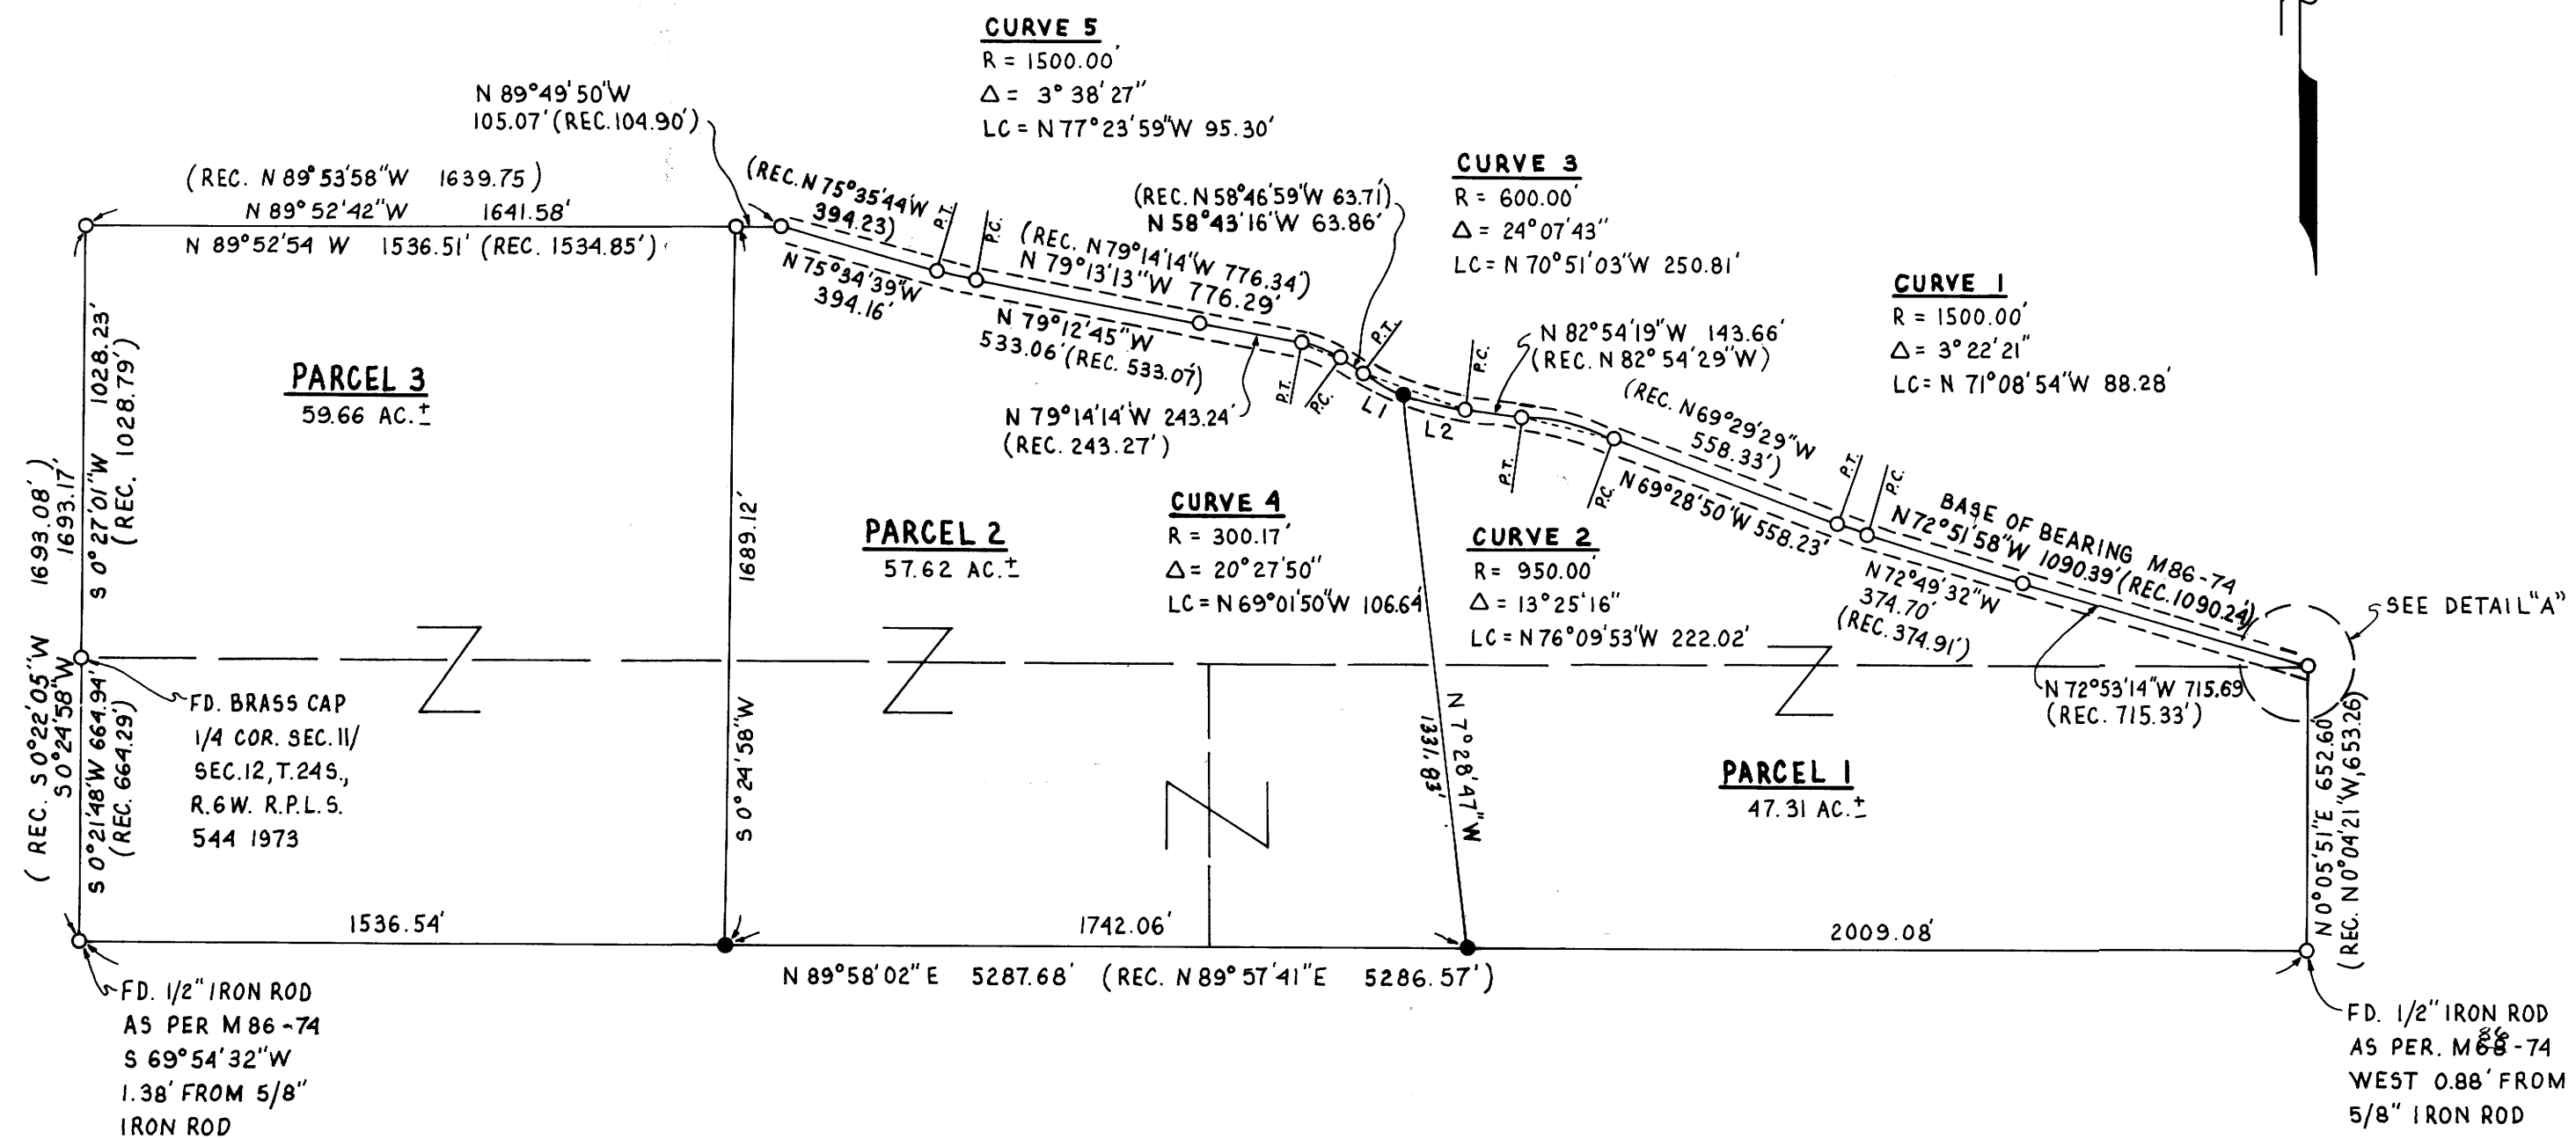 CURVE 5
R = 1500.00'
Δ = 3° 38' 27"
LC = N 77° 23' 59" W 95.30'
N 89° 49' 50" W
105.07' (REC. 104.90')
(REC. N 89° 53' 58" W 1639.75)
N 89° 52' 42" W 1641.58'
N 89° 52' 54 W 1536.51' (REC. 1534.85')
(REC. N 75° 35' 44 W
394.23)
P.T.
P.C.
N 75° 34' 39" W
394.16'
(REC. N 79° 14' 14" W 776.34)
N 79° 13' 13" W 776.29'
N 79° 12' 45" W
533.06' (REC. 533.07)
N 79° 14' 14" W 243.24'
(REC. 243.27')
(REC. N 58° 46' 59" W 63.71')
N 58° 43' 16" W 63.86'
P.T.
P.C.
P.T.
L1
L2
P.C.
CURVE 3
R = 600.00'
Δ = 24° 07' 43"
LC = N 70° 51' 03" W 250.81'
N 82° 54' 19" W 143.66'
(REC. N 82° 54' 29" W)
P.T.
P.C.
CURVE 1
R = 1500.00'
Δ = 3° 22' 21"
LC = N 71° 08' 54" W 88.28'
(REC. N 69° 29' 29" W
558.33')
N 69° 28' 50" W 558.23'
P.T.
P.C.
BASE OF BEARING M86-74
N 72° 51' 58" W 1090.39' (REC. 1090.24')
N 72° 49' 32" W
374.70'
(REC. 374.91')
SEE DETAIL "A"
N 72° 53' 14" W 715.69
(REC. 715.33')
PARCEL 3
59.66 AC.±
PARCEL 2
57.62 AC.±
CURVE 4
R = 300.17'
Δ = 20° 27' 50"
LC = N 69° 01' 50" W 106.64'
CURVE 2
R = 950.00'
Δ = 13° 25' 16"
LC = N 76° 09' 53" W 222.02'
PARCEL 1
47.31 AC.±
(REC. S 0° 22' 05" W 1693.08')
S 0° 24' 58" W 1693.17'
S 0° 27' 01" W 1028.23'
(REC. 1028.79')
S 0° 21' 48" W 664.94'
(REC. 664.29')
FD. BRASS CAP
1/4 COR. SEC. 11/
SEC. 12, T. 24 S.,
R. 6 W. R.P.L.S.
544 1973
S 0° 24' 58" W 1689.12'
N 7° 28' 47" W
1331.83'
N 0° 05' 51" E 652.60'
(REC. N 0° 04' 21" W, 653.26)
1536.54'
1742.06'
2009.08'
N 89° 58' 02" E 5287.68' (REC. N 89° 57' 41" E 5286.57')
FD. 1/2" IRON ROD
AS PER M 86-74
S 69° 54' 32" W
1.38' FROM 5/8"
IRON ROD
FD. 1/2" IRON ROD
AS PER. M 86-74
WEST 0.88' FROM
5/8" IRON ROD